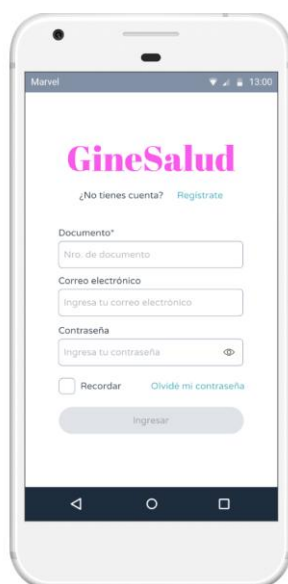 Marvel 13:00
GineSalud
¿No tienes cuenta? Regístrate
Documento*
Nro. de documento
Correo electrónico
Ingresa tu correo electrónico
Contraseña
Ingresa tu contraseña
Recordar Olvidé mi contraseña
Ingresar